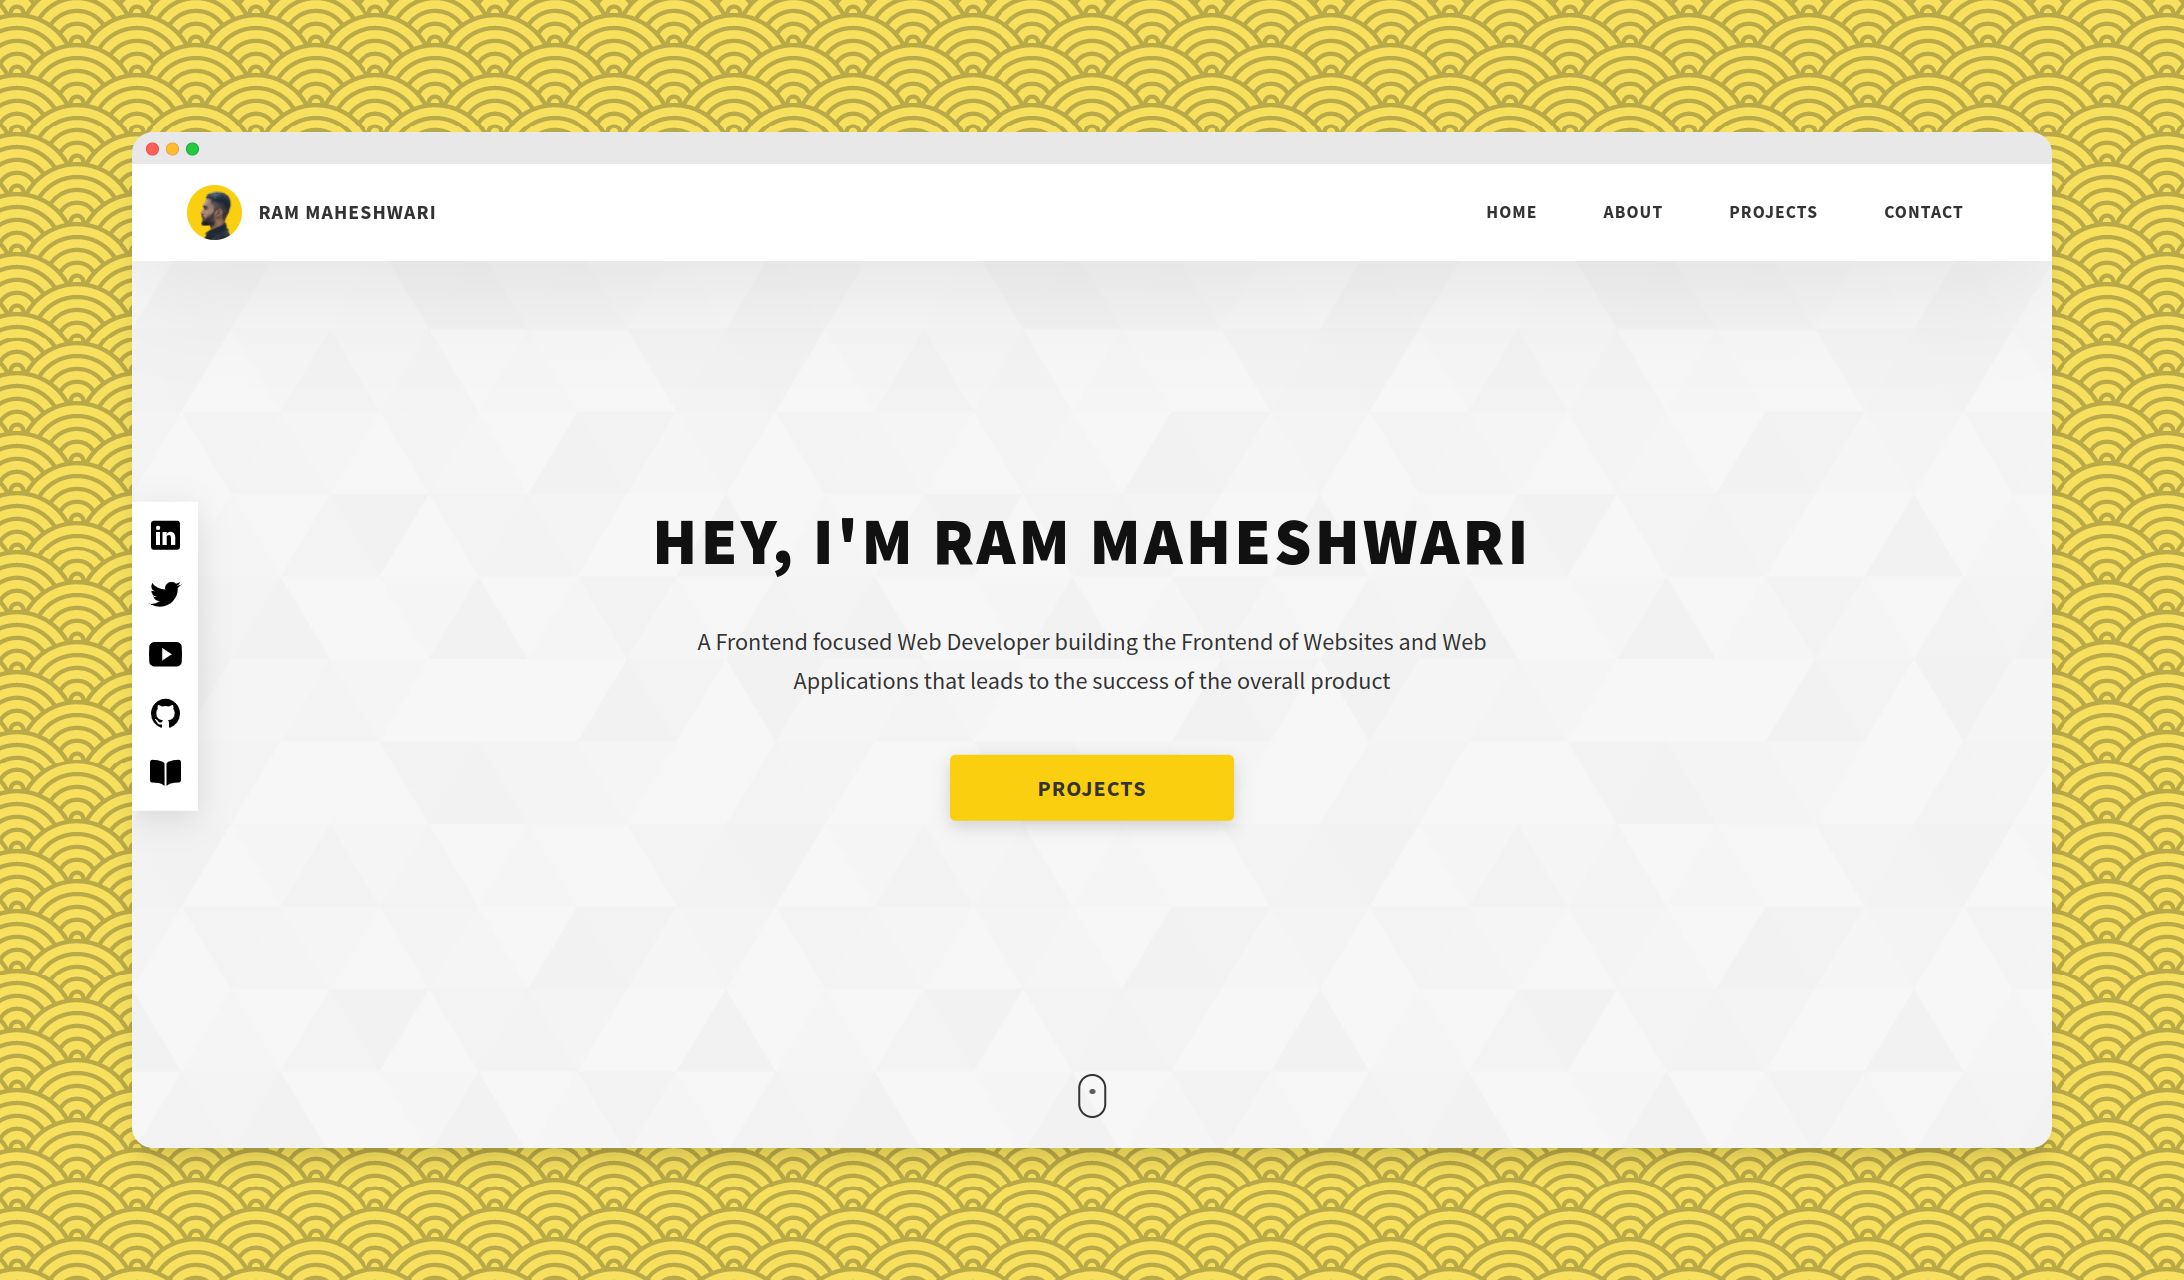 RAM MAHESHWARI
HOME ABOUT PROJECTS CONTACT
HEY, I'M RAM MAHESHWARI
in
A Frontend focused Web Developer building the Frontend of Websites and Web
Applications that leads to the success of the overall product
PROJECTS